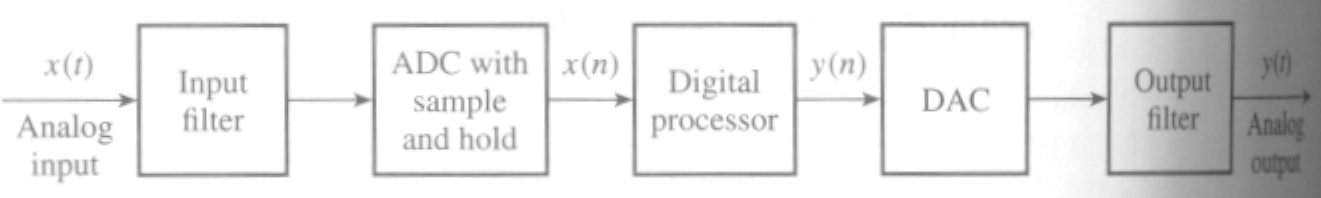 x(t)
Analog
input
Input
filter
ADC with
sample
and hold
x(n)
Digital
processor
y(n)
DAC
Output
filter
y(t)
Analog
output